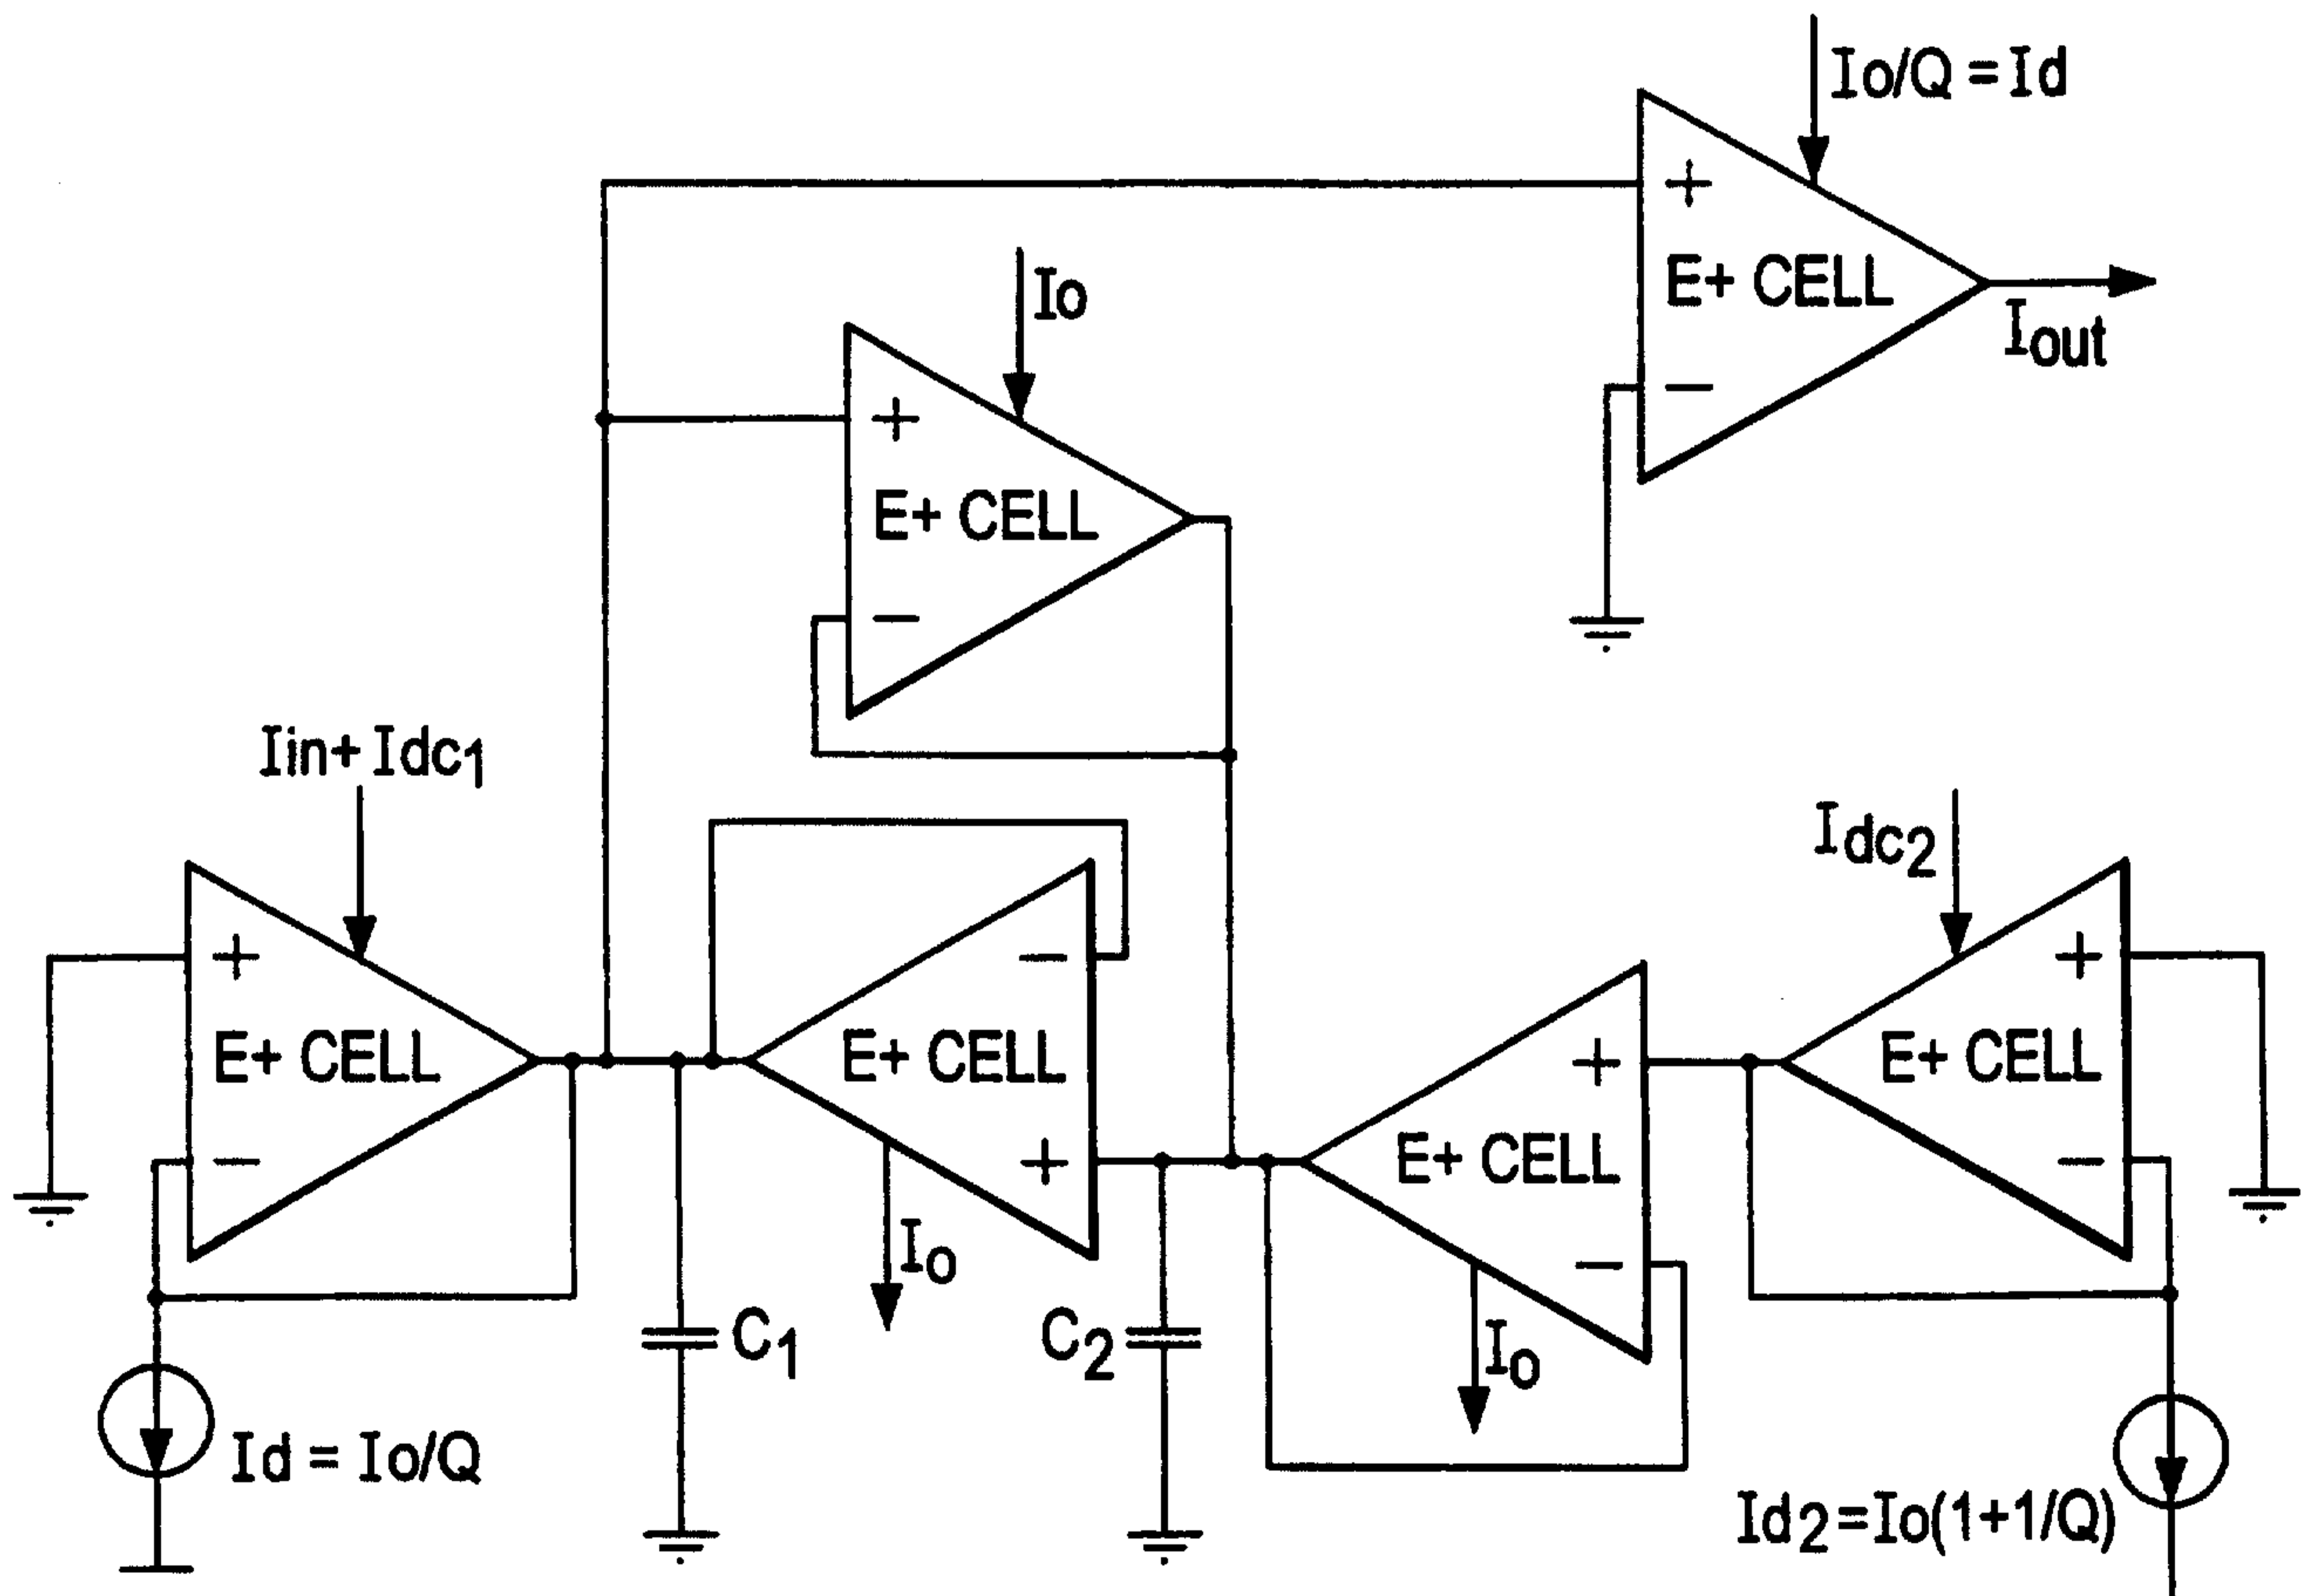 Io/Q = Id
+
E+ CELL
−
Iout
Io
+
E+ CELL
−
Iin+ Idc1
+
E+ CELL
−
Id = Io/Q
−
E+ CELL
+
Io
C1
C2
+
E+ CELL
−
Io
Idc2
+
E+ CELL
−
Id2=Io(1+1/Q)